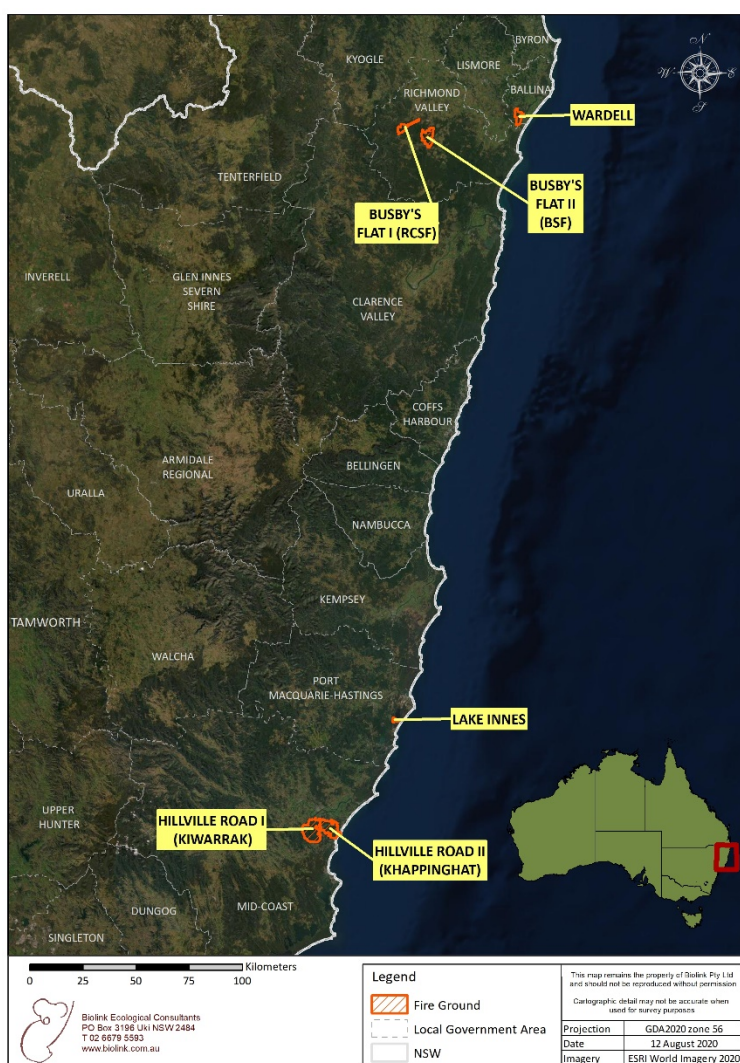 BYRON
KYOGLE
LISMORE
N
W
E
S
RICHMOND
VALLEY
BALLINA
WARDELL
TENTERFIELD
BUSBY'S
FLAT I (RCSF)
BUSBY'S
FLAT II
(BSF)
INVERELL
GLEN INNES
SEVERN
SHIRE
CLARENCE
VALLEY
COFFS
HARBOUR
ARMIDALE
REGIONAL
BELLINGEN
URALLA
NAMBUCCA
KEMPSEY
TAMWORTH
WALCHA
PORT
MACQUARIE-HASTINGS
LAKE INNES
UPPER
HUNTER
HILLVILLE ROAD I
(KIWARRAK)
HILLVILLE ROAD II
(KHAPPINGHAT)
DUNGOG
MID-COAST
SINGLETON
Kilometers
0 25 50 75 100
Biolink Ecological Consultants
PO Box 3196 Uki NSW 2484
T 02 6679 5593
www.biolink.com.au
Legend
Fire Ground
Local Government Area
NSW
This map remains the property of Biolink Pty Ltd
and should not be reproduced without permission
Cartographic detail may not be accurate when
used for survey purposes
Projection GDA2020 zone 56
Date 12 August 2020
Imagery ESRI World Imagery 2020